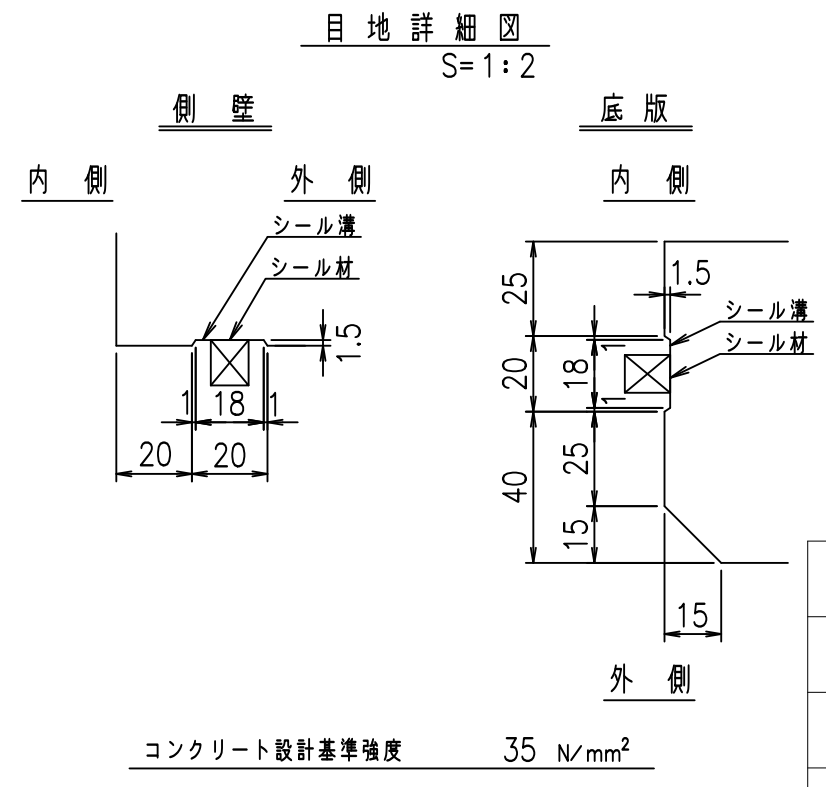 目地詳細図
S=1:2
側壁
内側
外側
シール溝
シール材
1.5
1
18
1
20
20
底版
内側
1.5
シール溝
シール材
25
20
40
1
18
1
25
15
15
外側
コンクリート設計基準強度 35 N/mm²